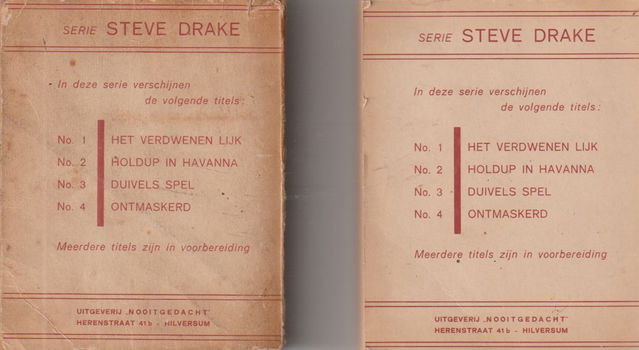 SERIE STEVE DRAKE
In deze serie verschijnen
de volgende titels:
No. 1 HET VERDWENEN LIJK
No. 2 HOLDUP IN HAVANNA
No. 3 DUIVELS SPEL
No. 4 ONTMASKERD
Meerdere titels zijn in voorbereiding
UITGEVERIJ „NOOITGEDACHT"
HERENSTRAAT 41b - HILVERSUM
SERIE STEVE DRAKE
In deze serie verschijnen
de volgende titels:
No. 1 HET VERDWENEN LIJK
No. 2 HOLDUP IN HAVANNA
No. 3 DUIVELS SPEL
No. 4 ONTMASKERD
Meerdere titels zijn in voorbereiding
UITGEVERIJ „NOOITGEDACHT"
HERENSTRAAT 41b - HILVERSUM